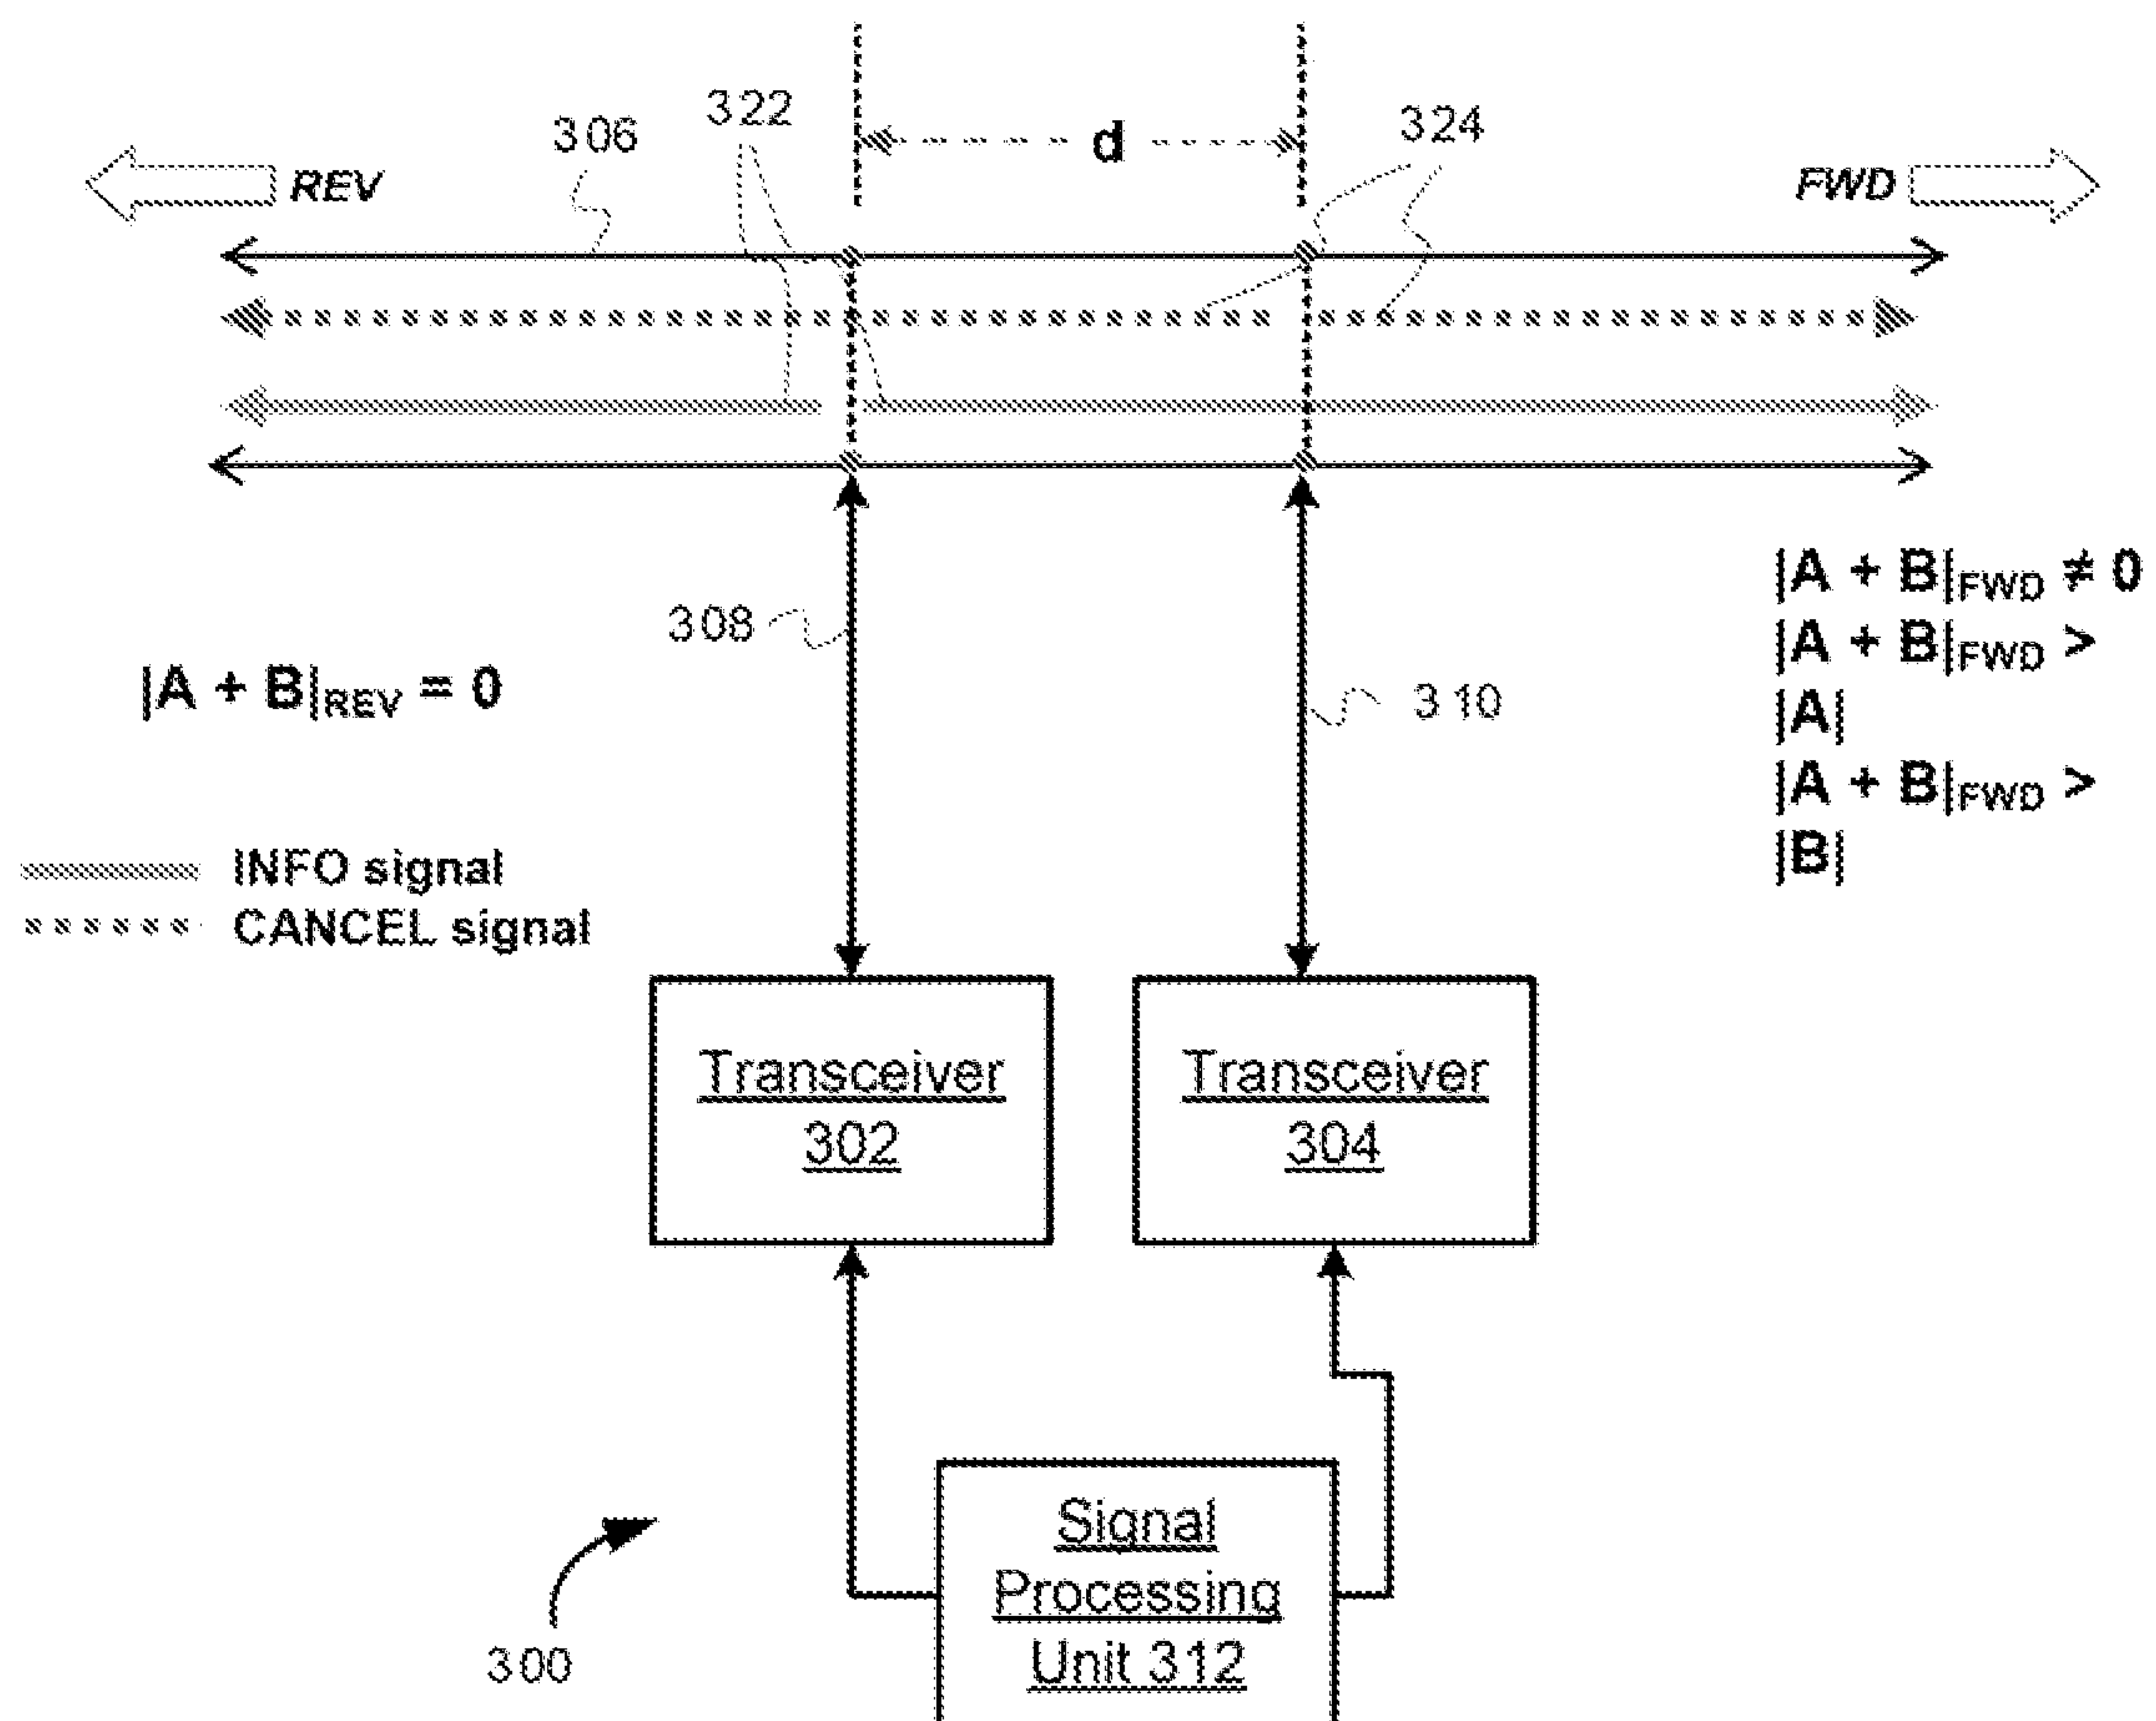 322
306
d
324
REV
FWD
|A + B|FWD ≠ 0
308
|A + B|FWD >
|A + B|REV = 0
310
|A|
|A + B|FWD >
|B|
INFO signal
CANCEL signal
Transceiver
302
Transceiver
304
Signal
Processing
Unit 312
300